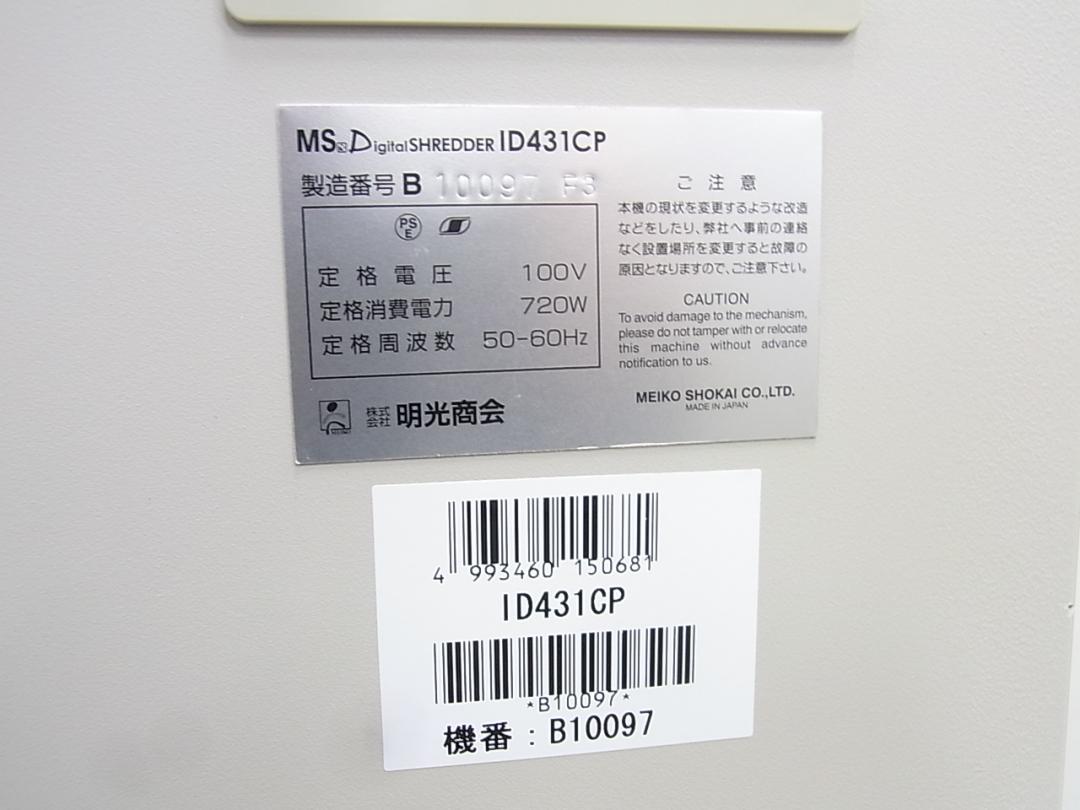 MS DigitalSHREDDER ID431CP
製造番号 B 10097 F3
PS
E
定格電圧 100V
定格消費電力 720W
定格周波数 50-60Hz
株式
会社 明光商会
ご注意
本機の現状を変更するような改造
などをしたり、弊社へ事前の連絡
なく設置場所を変更すると故障の
原因となりますので、ご注意下さい。
CAUTION
To avoid damage to the mechanism,
please do not tamper with or relocate
this machine without advance
notification to us.
MEIKO SHOKAI CO.,LTD.
MADE IN JAPAN
4 993460 150681
ID431CP
*B10097*
機番：B10097